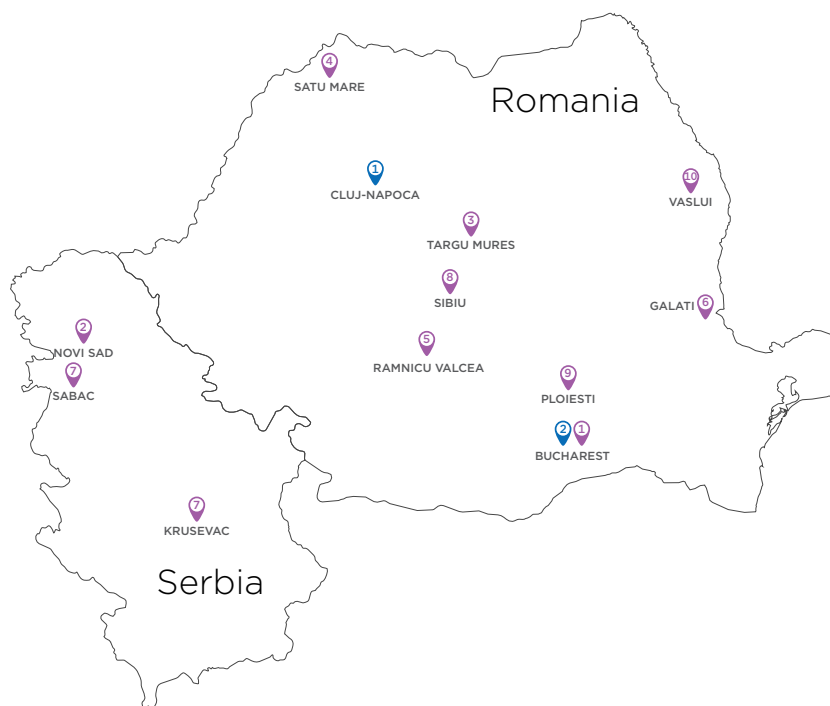 4
SATU MARE
Romania
1
CLUJ-NAPOCA
10
VASLUI
3
TARGU MURES
8
SIBIU
GALATI 6
2
NOVI SAD
5
RAMNICU VALCEA
7
SABAC
9
PLOIESTI
2 1
BUCHAREST
7
KRUSEVAC
Serbia